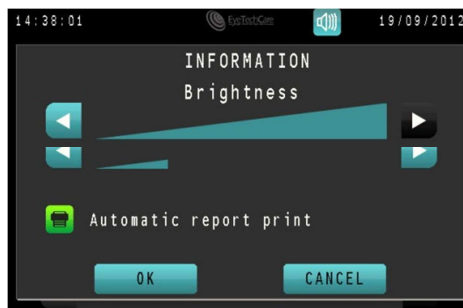 14:38:01 EyeTechCare 19/09/2012
INFORMATION
Brightness
Automatic report print
OK CANCEL